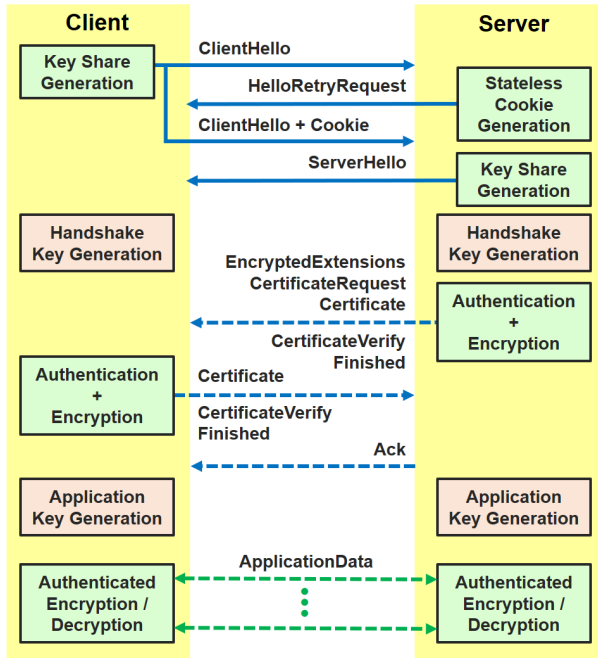 Client
Server
Key Share
Generation
ClientHello
HelloRetryRequest
Stateless
Cookie
Generation
ClientHello + Cookie
ServerHello
Key Share
Generation
Handshake
Key Generation
Handshake
Key Generation
EncryptedExtensions
CertificateRequest
Certificate
Authentication
+
Encryption
CertificateVerify
Finished
Authentication
+
Encryption
Certificate
CertificateVerify
Finished
Ack
Application
Key Generation
Application
Key Generation
ApplicationData
Authenticated
Encryption /
Decryption
Authenticated
Encryption /
Decryption